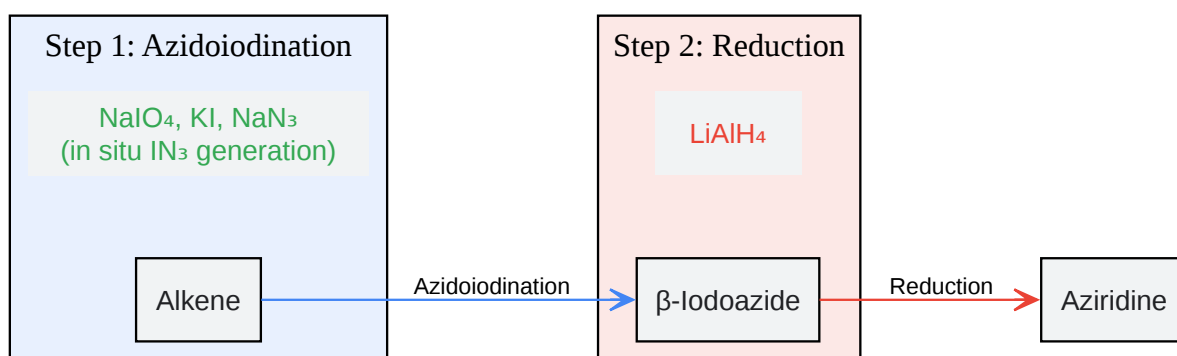 Step 1: Azidoiodination
NaIO₄, KI, NaN₃
(in situ IN₃ generation)
Alkene
Azidoiodination
Step 2: Reduction
LiAlH₄
β-Iodoazide
Reduction
Aziridine